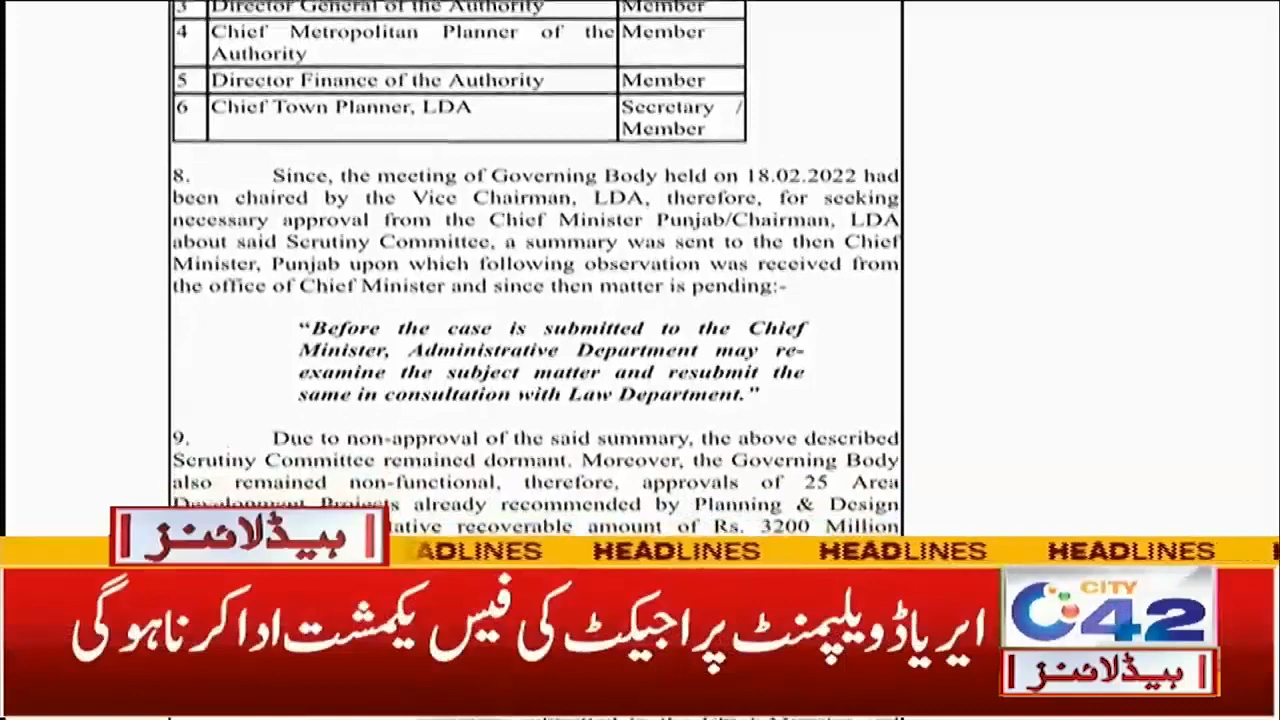 3 Director General of the Authority Member
4 Chief Metropolitan Planner of the Member
Authority
5 Director Finance of the Authority Member
6 Chief Town Planner, LDA Secretary /
Member
8. Since, the meeting of Governing Body held on 18.02.2022 had
been chaired by the Vice Chairman, LDA, therefore, for seeking
necessary approval from the Chief Minister Punjab/Chairman, LDA
about said Scrutiny Committee, a summary was sent to the then Chief
Minister, Punjab upon which following observation was received from
the office of Chief Minister and since then matter is pending:-
“Before the case is submitted to the Chief
Minister, Administrative Department may re-
examine the subject matter and resubmit the
same in consultation with Law Department.”
9. Due to non-approval of the said summary, the above described
Scrutiny Committee remained dormant. Moreover, the Governing Body
also remained non-functional, therefore, approvals of 25 Area
Development Projects already recommended by Planning & Design
recoverable amount of Rs. 3200 Million
ہیڈلائنز
HEADLINES HEADLINES HEADLINES
ایریا ڈویلپمنٹ پراجیکٹ کی فیس یکمشت ادا کرنا ہوگی
CITY
42
ہیڈلائنز